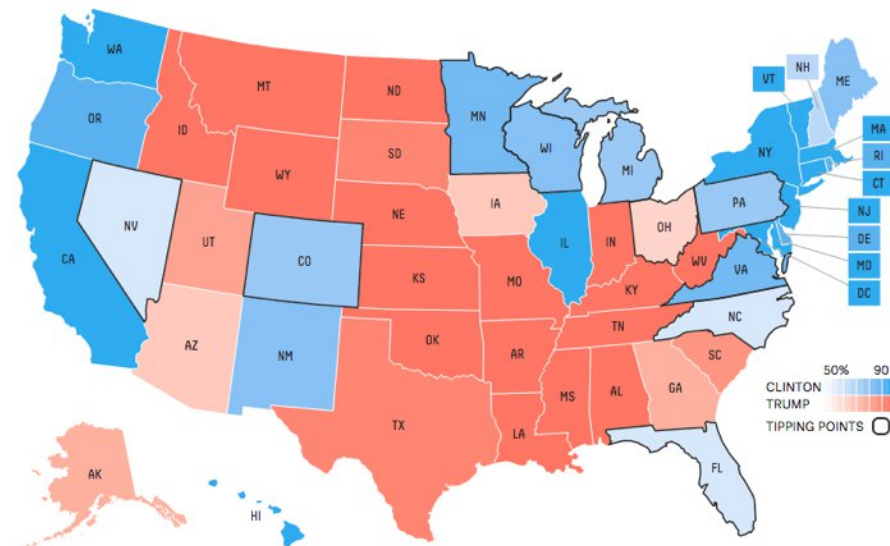 WA
MT
ND
MN
VT
NH
ME
OR
ID
SD
WI
MI
NY
MA
RI
CT
WY
IA
PA
NJ
NE
OH
DE
NV
UT
CO
IL
IN
WV
VA
MD
DC
CA
KS
MO
KY
NC
AZ
NM
OK
AR
TN
SC
TX
LA
MS
AL
GA
50% 90
CLINTON
TRUMP
TIPPING POINTS
FL
AK
HI